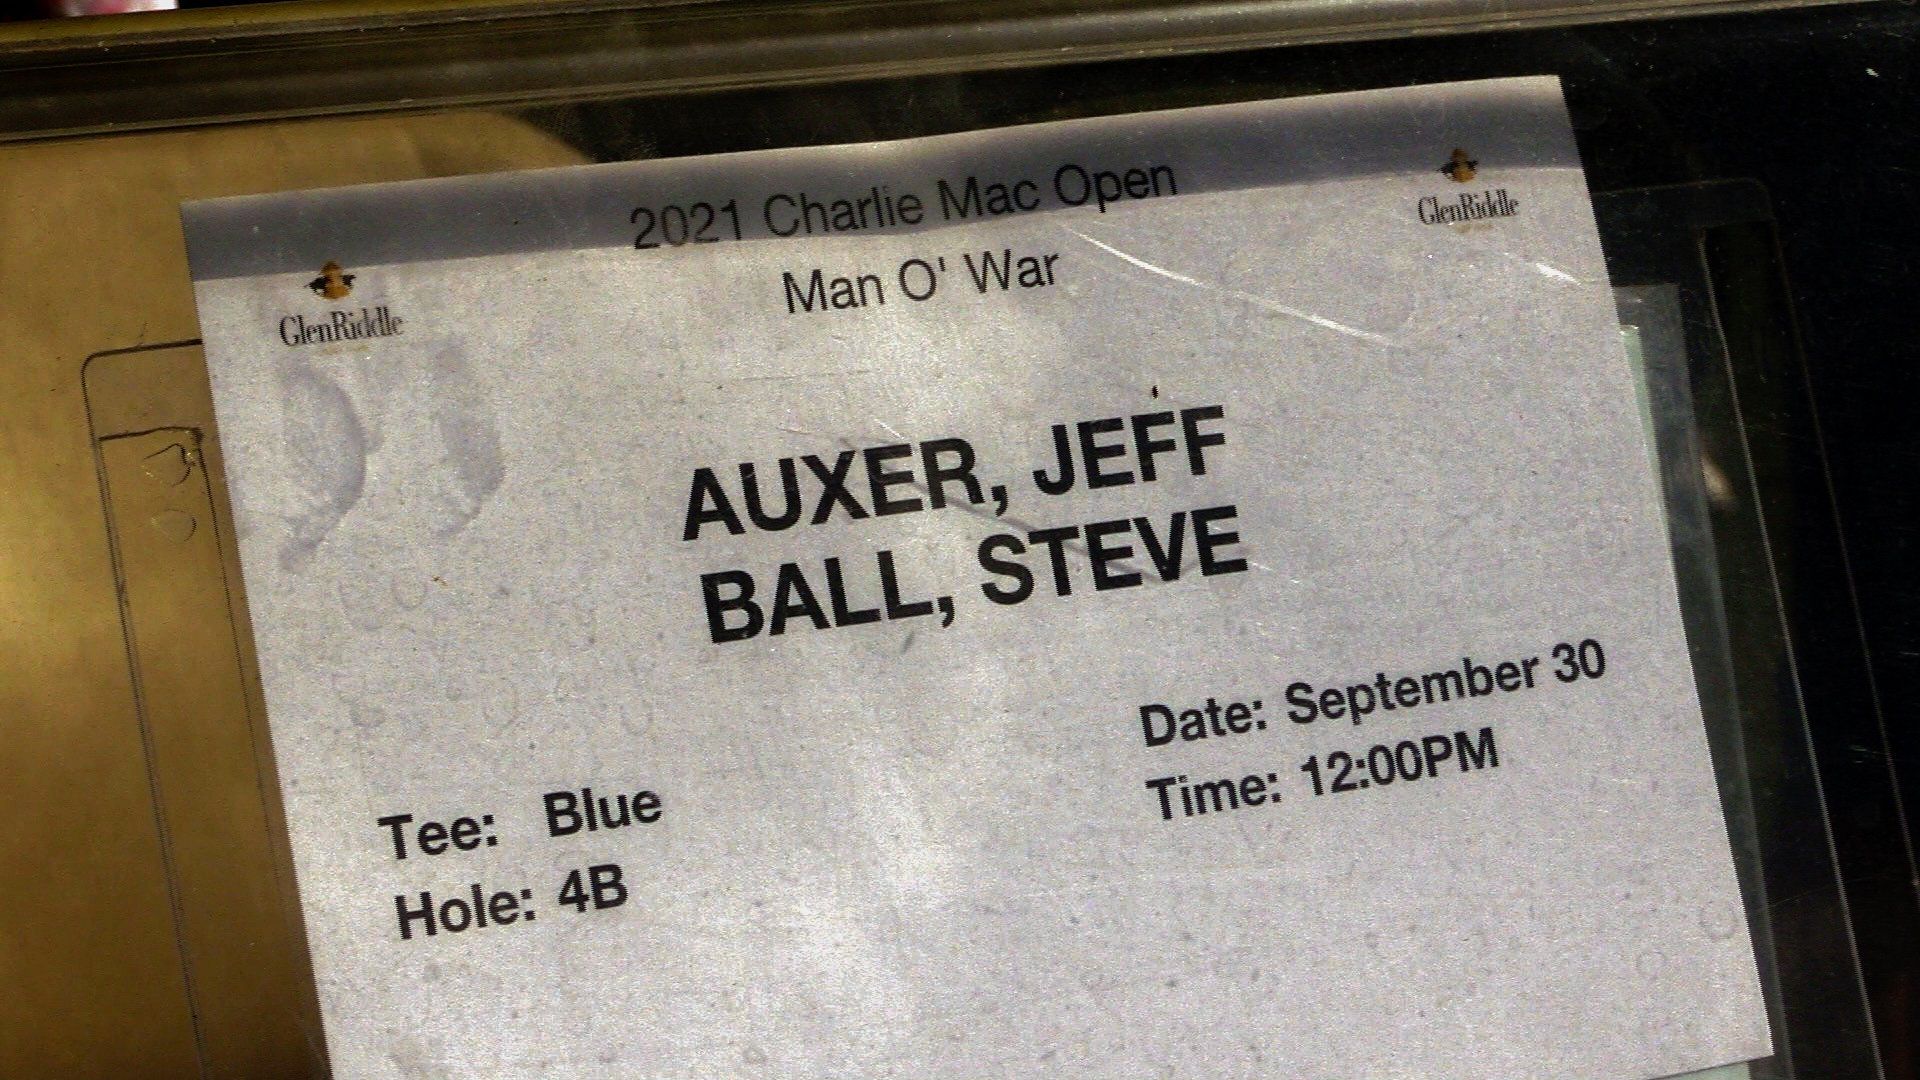 2021 Charlie Mac Open
Man O' War
GlenRiddle
GlenRiddle
AUXER, JEFF
BALL, STEVE
Date: September 30
Time: 12:00PM
Tee: Blue
Hole: 4B